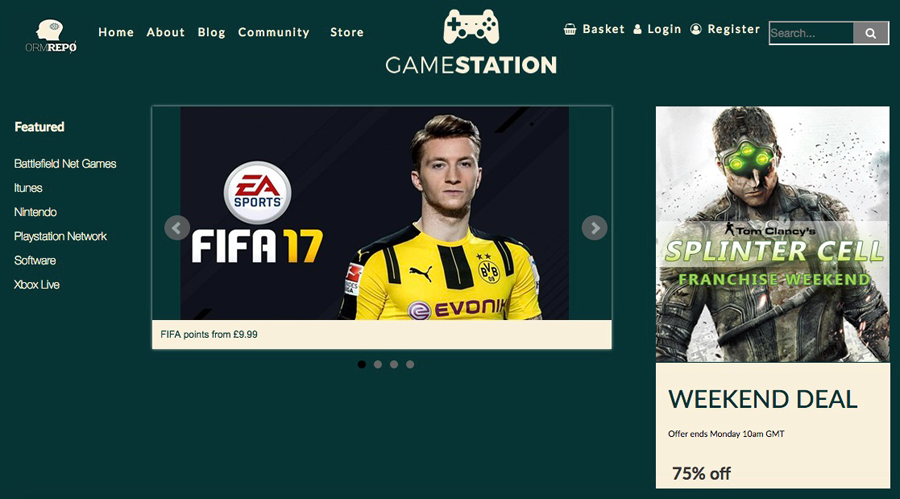 ORMREPO
Home About Blog Community Store
GAMESTATION
Basket Login Register Search...
Featured
Battlefield Net Games
Itunes
Nintendo
Playstation Network
Software
Xbox Live
EA
SPORTS
FIFA 17
BVB
09
EVONIK
FIFA points from £9.99
Tom Clancy's
SPLINTER CELL
FRANCHISE WEEKEND
WEEKEND DEAL
Offer ends Monday 10am GMT
75% off